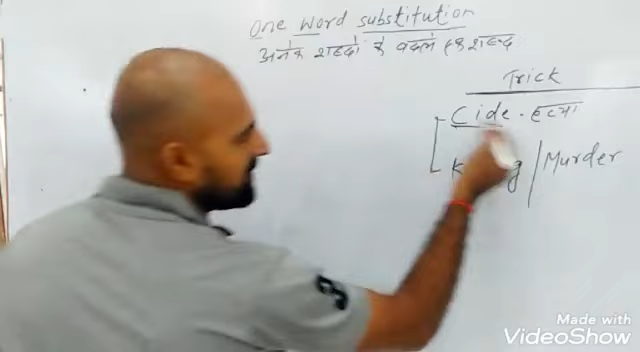 One word substitution
अनेक शब्दों के बदले एक शब्द
Trick
Cide - हत्या
/ Murder
Made with
VideoShow